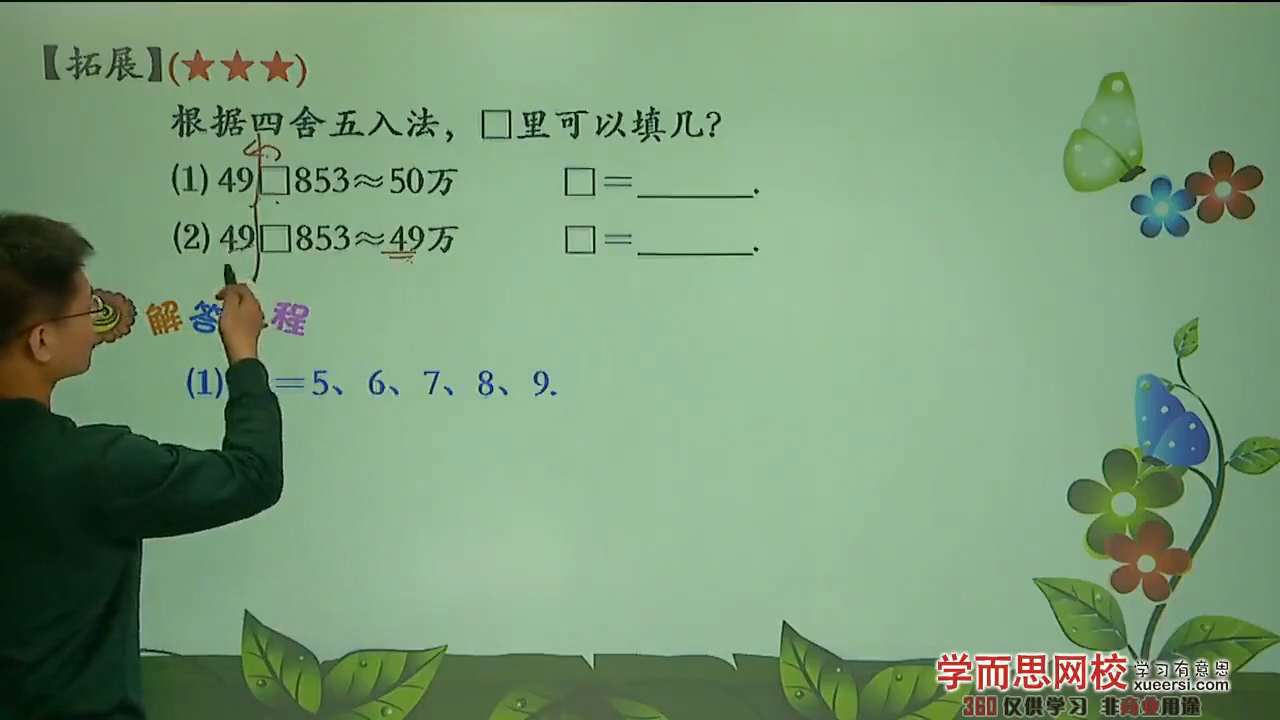 【拓展】(★★★)
根据四舍五入法，□里可以填几？
(1) 49□853≈50万 □=______.
(2) 49□853≈49万 □=______.
解答 程
(1) =5、6、7、8、9.
学而思网校 学习有意思
xueersi.com
360 仅供学习 非商业用途